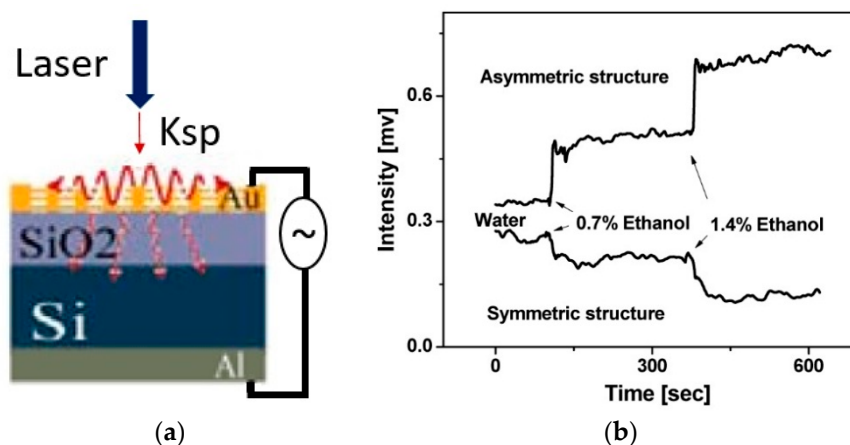 Laser
Ksp
Au
SiO2
Si
Al
~
(a)
Intensity [mv]
0.6
0.3
0.0
Asymmetric structure
Water
0.7% Ethanol
1.4% Ethanol
Symmetric structure
0
300
600
Time [sec]
(b)